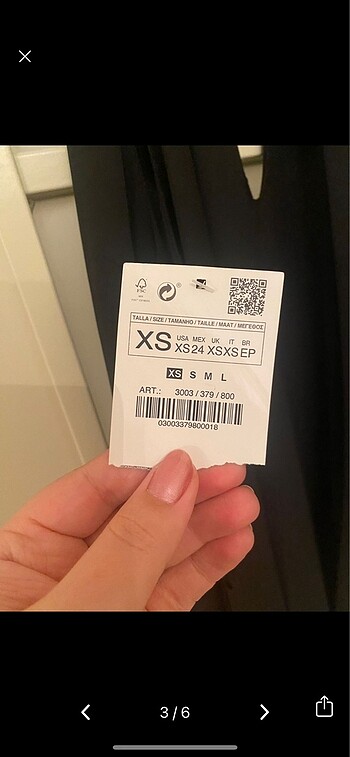 FSC
TALLA / SIZE / TAMANHO / TAILLE / MAAT / ΜΕΓΕΘΟΣ
XS
USA MEX UK IT BR
XS 24 XS XS EP
XS S M L
ART.: 3003 / 379 / 800
03003379800018
3 / 6